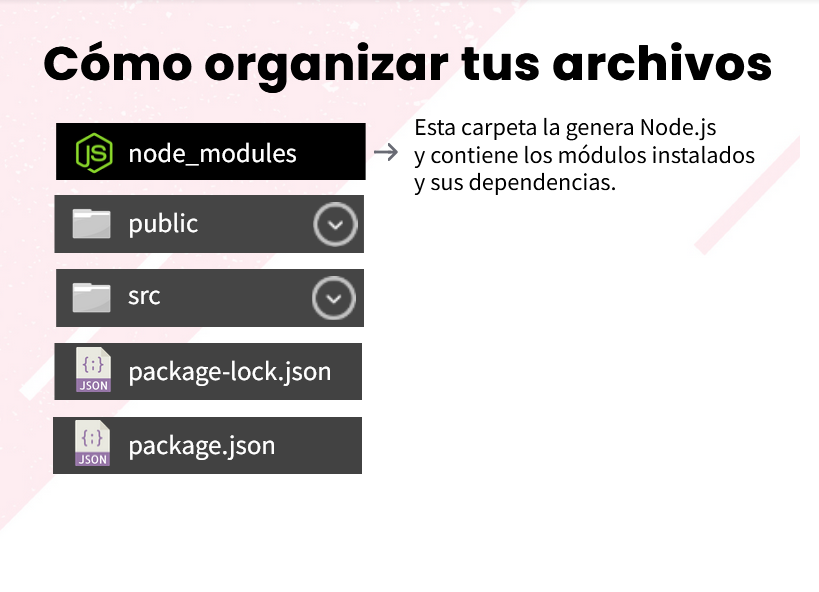 Cómo organizar tus archivos
JS node_modules
Esta carpeta la genera Node.js
y contiene los módulos instalados
y sus dependencias.
public
src
{;} JSON package-lock.json
{;} JSON package.json